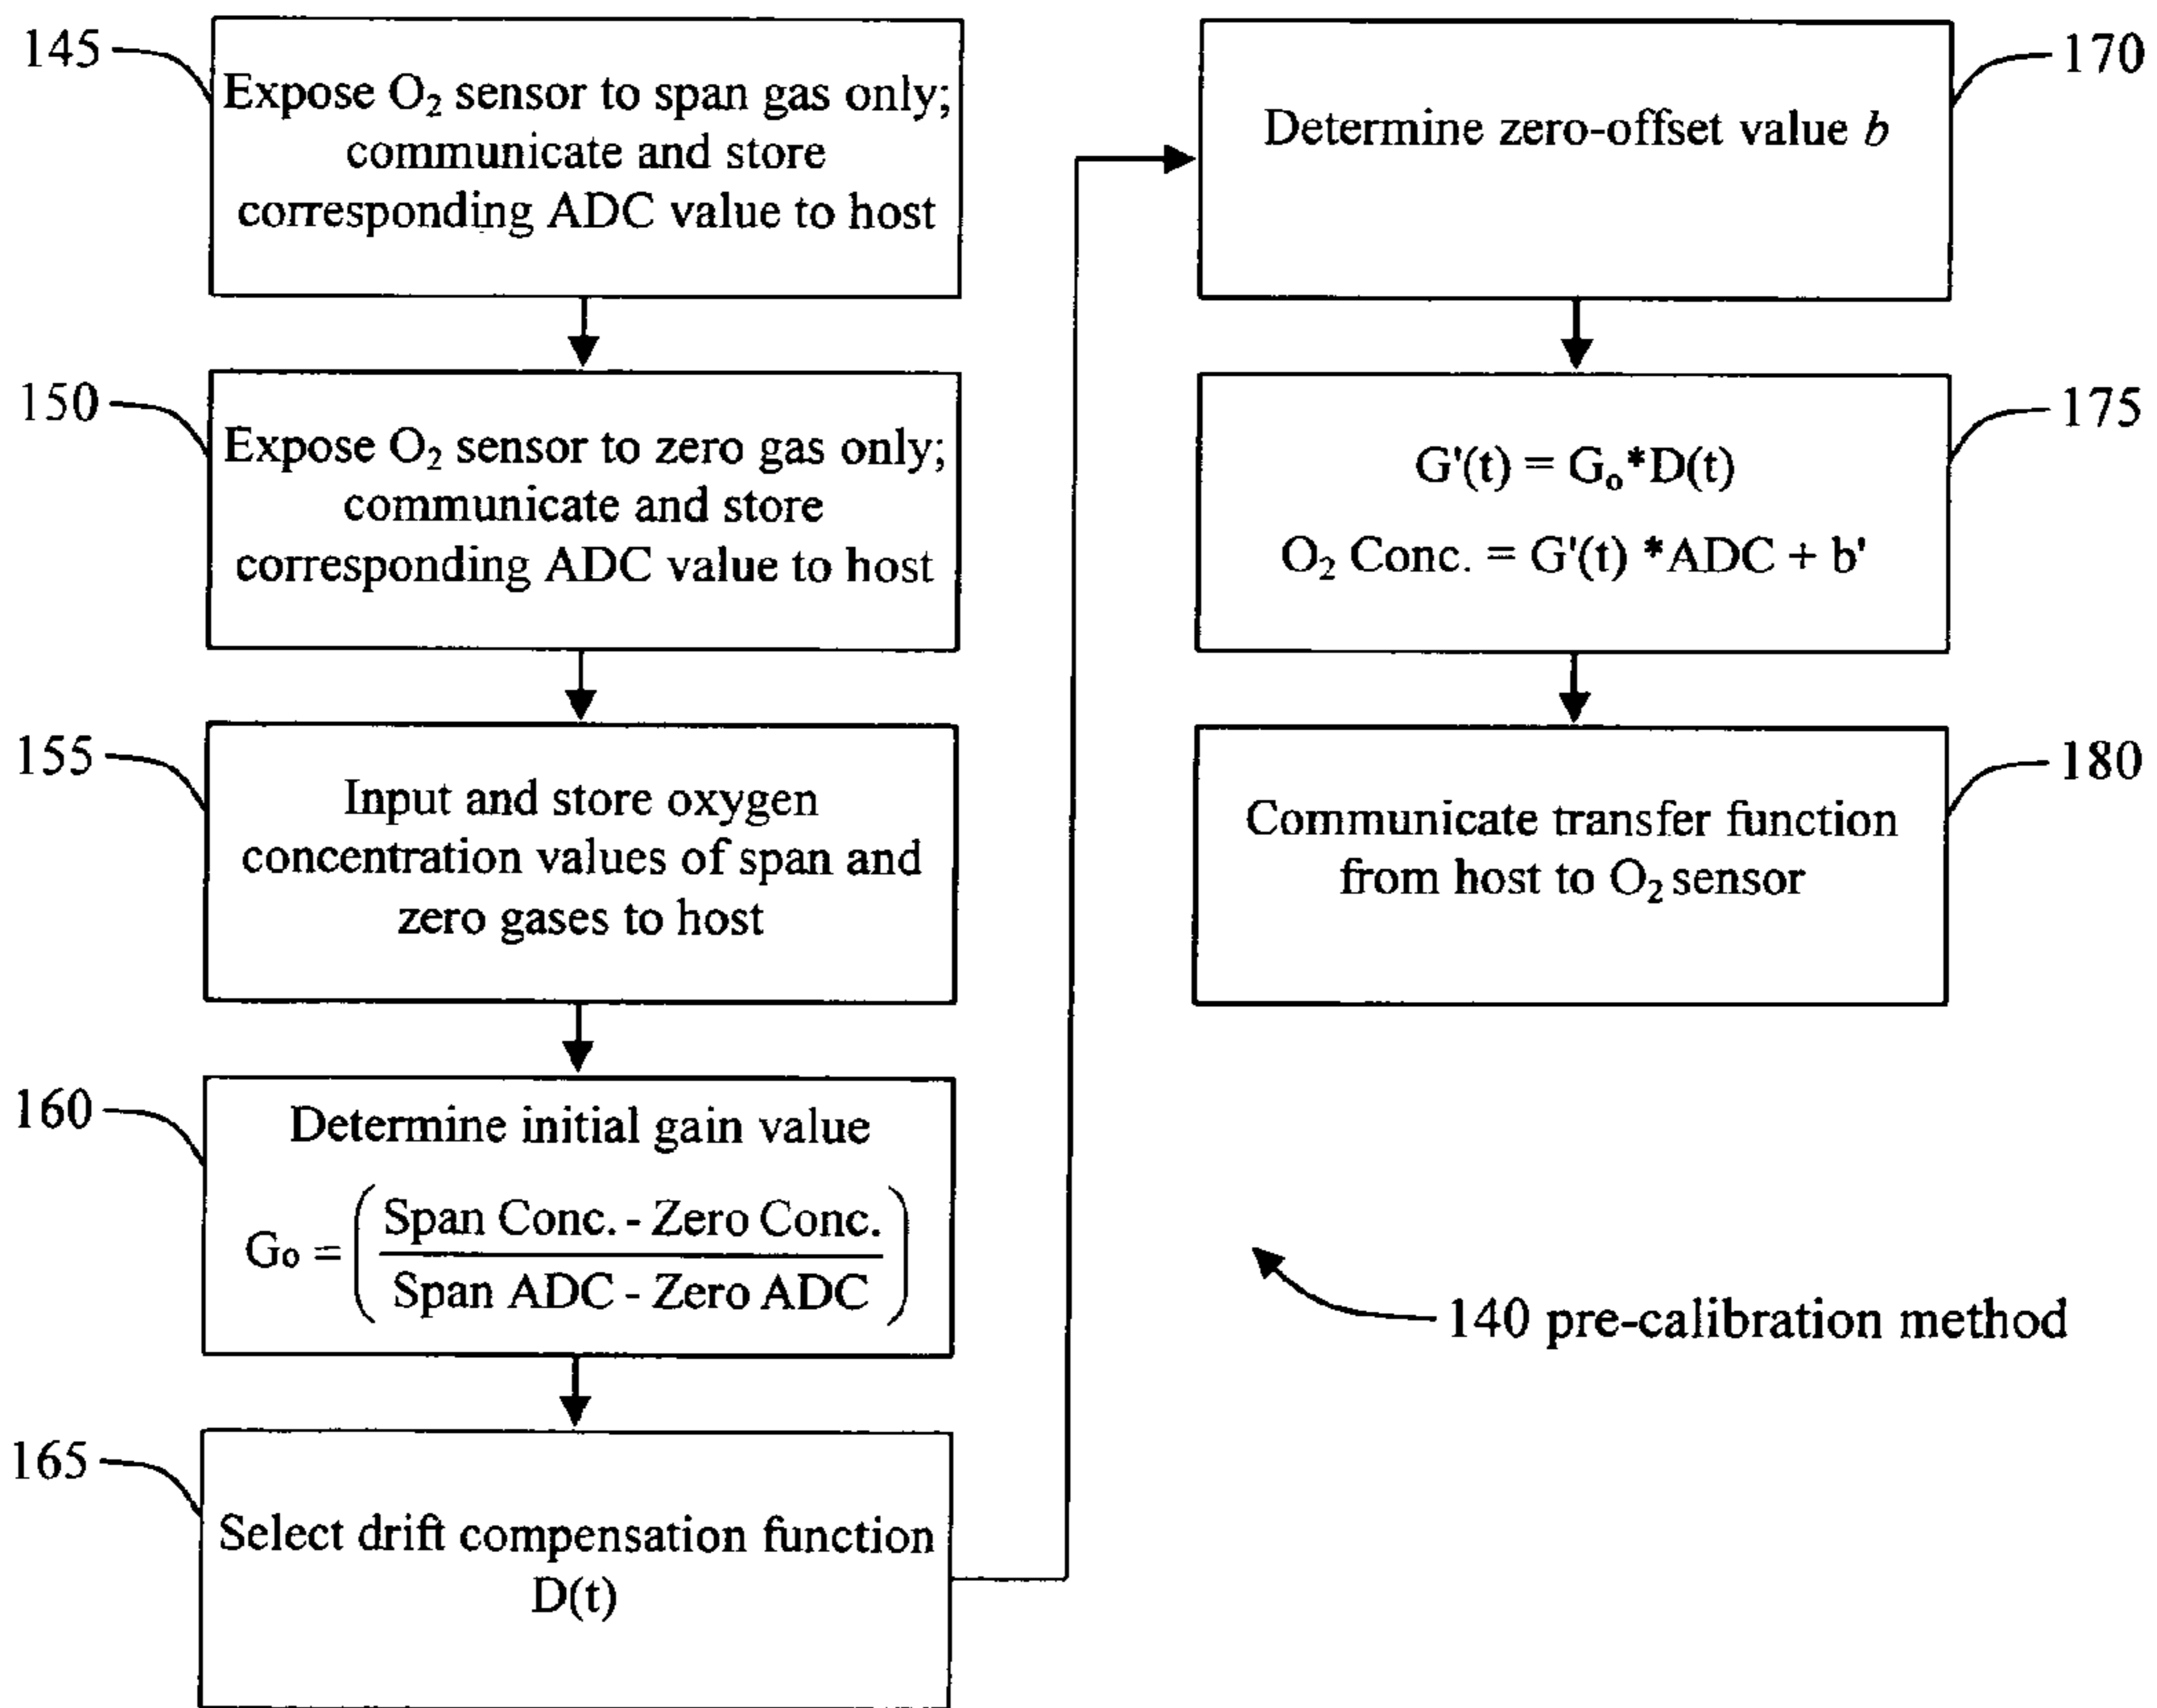 145
Expose O₂ sensor to span gas only;
communicate and store
corresponding ADC value to host
150
Expose O₂ sensor to zero gas only;
communicate and store
corresponding ADC value to host
155
Input and store oxygen
concentration values of span and
zero gases to host
160
Determine initial gain value
G₀ = ( Span Conc. - Zero Conc.
Span ADC - Zero ADC )
165
Select drift compensation function
D(t)
170
Determine zero-offset value b
175
G'(t) = G₀*D(t)
O₂ Conc. = G'(t) *ADC + b'
180
Communicate transfer function
from host to O₂ sensor
140 pre-calibration method